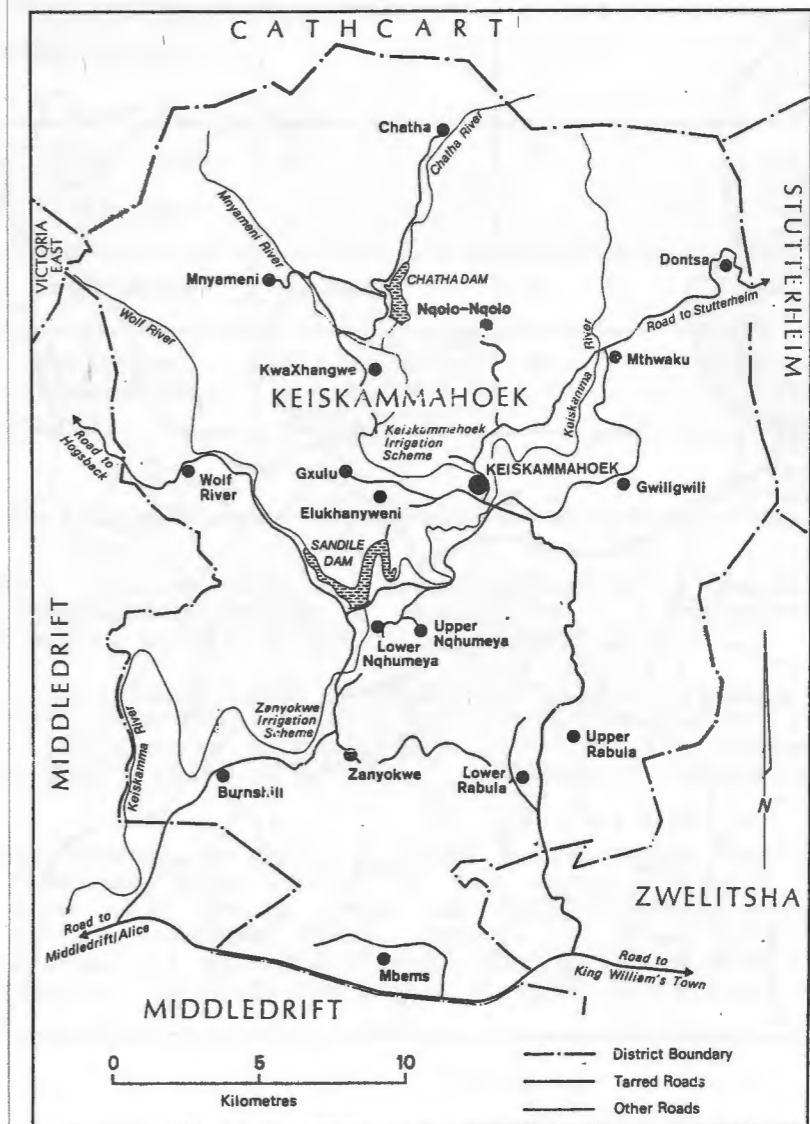 CATHCART
Chatha
Chatha River
Mnyameni River
VICTORIA
EAST
STUTTERHEIM
Dontsa
Mnyameni
CHATHA DAM
Nqolo-Nqolo
Road to Stutterheim
Wolf River
KwaXhangwe
Keiskamma River
Mthwaku
KEISKAMMAHOEK
Road to
Hogsback
Keiskammahoek
Irrigation
Scheme
Wolf
River
Gxulu
KEISKAMMAHOEK
Gwiligwili
Elukhanyweni
SANDILE
DAM
MIDDLEDRIFT
Lower
Nqhumeya
Upper
Nqhumeya
Keiskamma River
Zanyokwe
Irrigation
Scheme
Upper
Rabula
Burnshill
Zanyokwe
Lower
Rabula
N
ZWELITSHA
Road to
Middledrift/Alice
Mbems
Road to
King William's Town
MIDDLEDRIFT
0 5 10
Kilometres
District Boundary
Tarred Roads
Other Roads